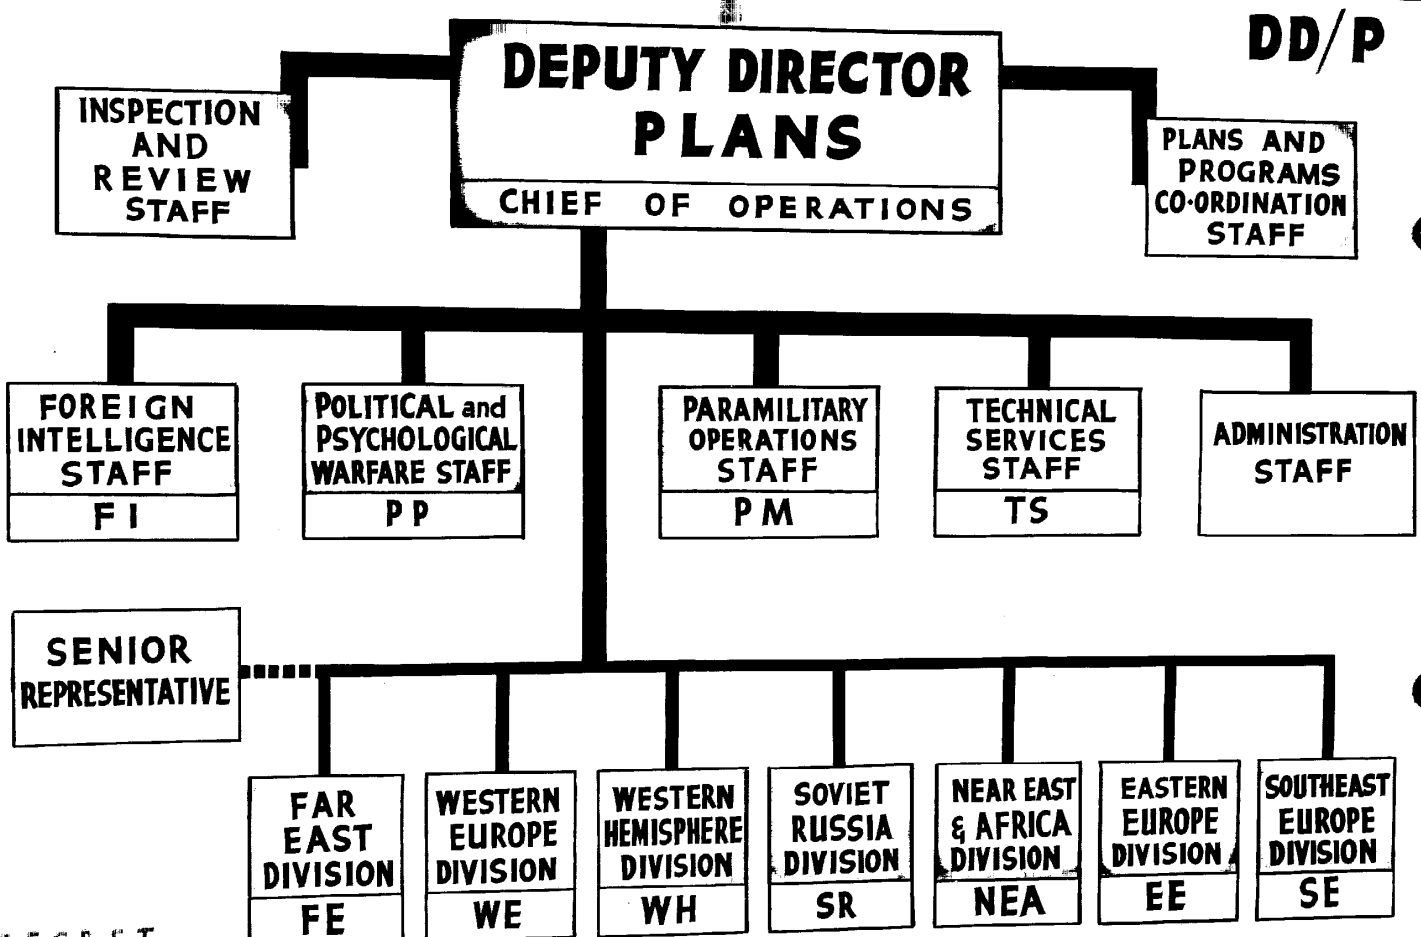 DD/P
DEPUTY DIRECTOR
PLANS
CHIEF OF OPERATIONS
INSPECTION
AND
REVIEW
STAFF
PLANS AND
PROGRAMS
CO-ORDINATION
STAFF
FOREIGN
INTELLIGENCE
STAFF
FI
POLITICAL and
PSYCHOLOGICAL
WARFARE STAFF
PP
PARAMILITARY
OPERATIONS
STAFF
PM
TECHNICAL
SERVICES
STAFF
TS
ADMINISTRATION
STAFF
SENIOR
REPRESENTATIVE
FAR
EAST
DIVISION
FE
WESTERN
EUROPE
DIVISION
WE
WESTERN
HEMISPHERE
DIVISION
WH
SOVIET
RUSSIA
DIVISION
SR
NEAR EAST
& AFRICA
DIVISION
NEA
EASTERN
EUROPE
DIVISION
EE
SOUTHEAST
EUROPE
DIVISION
SE